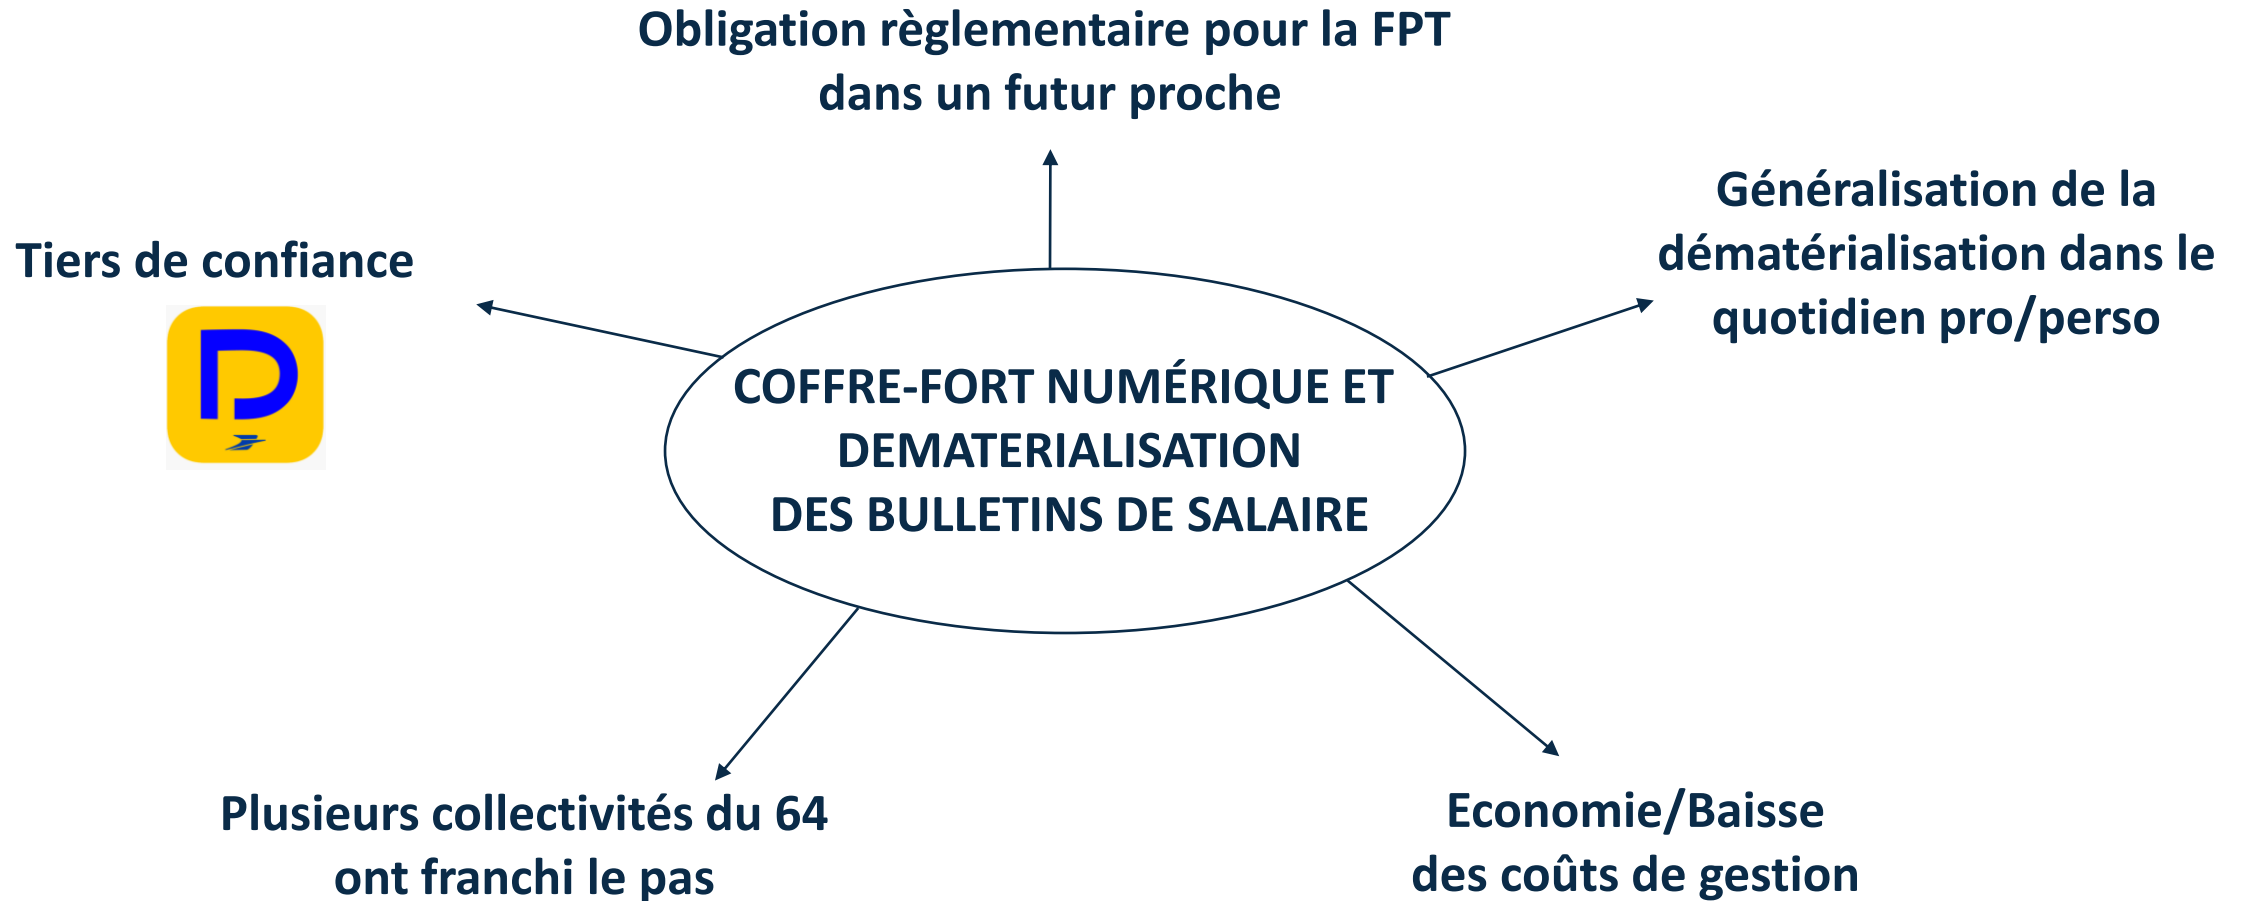 Obligation règlementaire pour la FPT
dans un futur proche
Généralisation de la
dématérialisation dans le
quotidien pro/perso
Tiers de confiance
COFFRE-FORT NUMÉRIQUE ET
DEMATERIALISATION
DES BULLETINS DE SALAIRE
Plusieurs collectivités du 64
ont franchi le pas
Economie/Baisse
des coûts de gestion